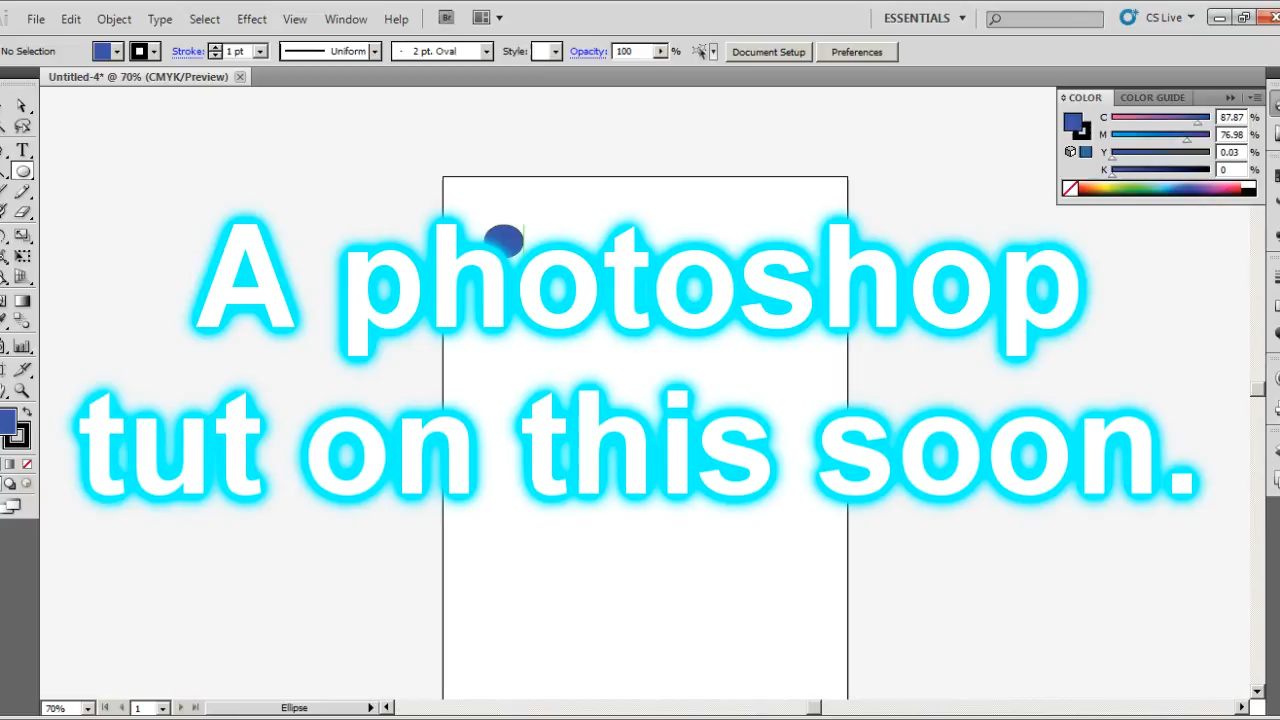 File Edit Object Type Select Effect View Window Help Br ESSENTIALS CS Live
No Selection Stroke: 1 pt Uniform 2 pt. Oval Style: Opacity: 100 % Document Setup Preferences
Untitled-4* @ 70% (CMYK/Preview)
COLOR COLOR GUIDE
C 87.87 %
M 76.98 %
Y 0.03 %
K 0 %
A photoshop
tut on this soon.
70% 1 Ellipse